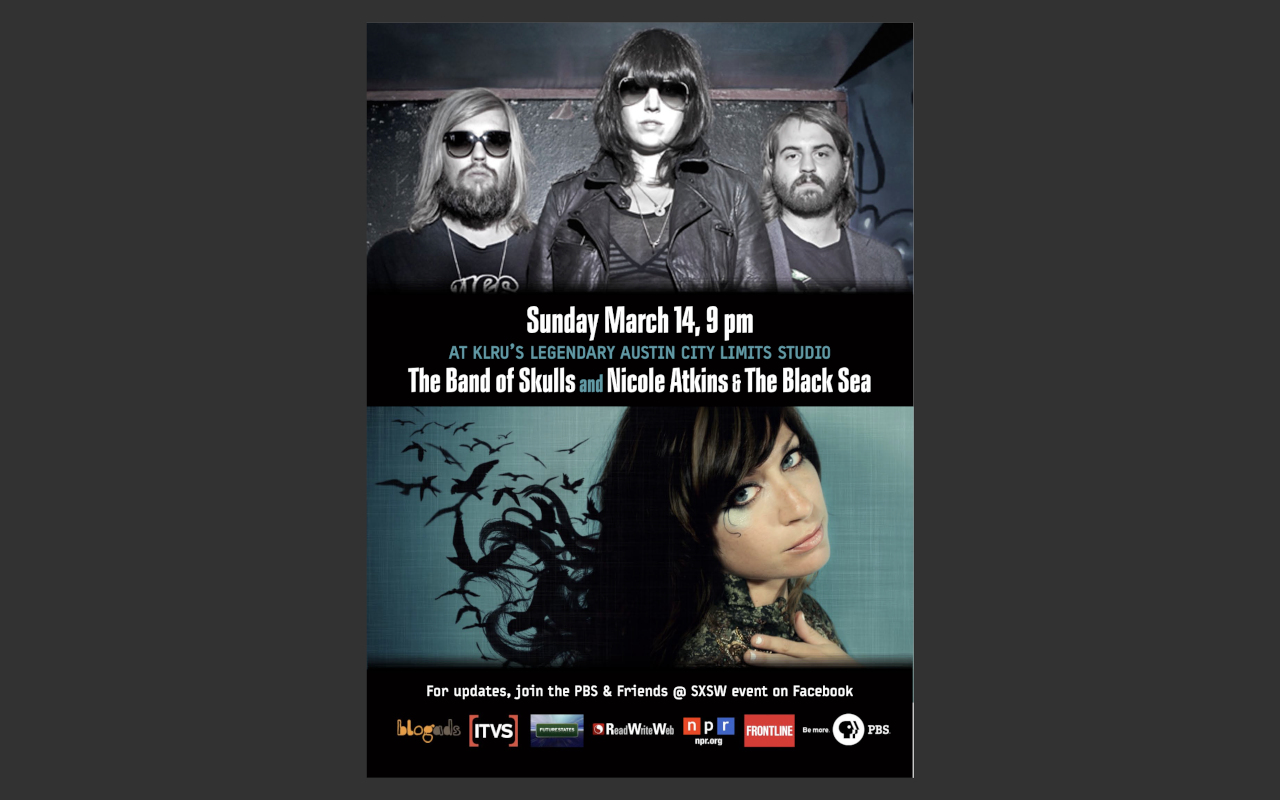 Sunday March 14, 9 pm
AT KLRU'S LEGENDARY AUSTIN CITY LIMITS STUDIO
The Band of Skulls and Nicole Atkins & The Black Sea
For updates, join the PBS & Friends @ SXSW event on Facebook
blogads [ITVS] FUTURESTATES ReadWriteWeb npr FRONTLINE Be more. PBS
npr.org